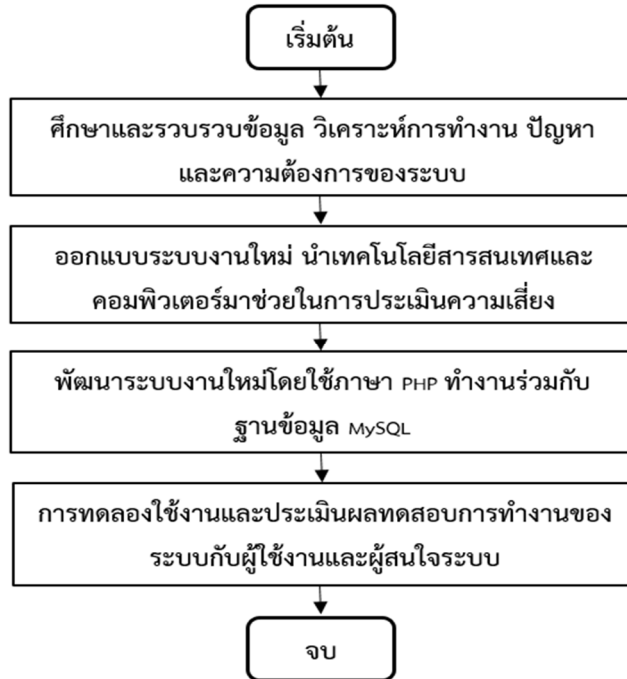 เริ่มต้น
ศึกษาและรวบรวบข้อมูล วิเคราะห์การทำงาน ปัญหา
และความต้องการของระบบ
ออกแบบระบบงานใหม่ นำเทคโนโลยีสารสนเทศและ
คอมพิวเตอร์มาช่วยในการประเมินความเสี่ยง
พัฒนาระบบงานใหม่โดยใช้ภาษา PHP ทำงานร่วมกับ
ฐานข้อมูล MySQL
การทดลองใช้งานและประเมินผลทดสอบการทำงานของ
ระบบกับผู้ใช้งานและผู้สนใจระบบ
จบ